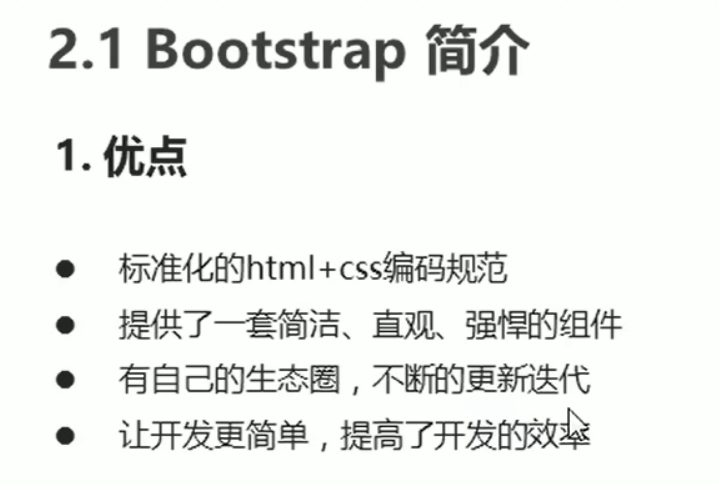 2.1 Bootstrap 简介
1. 优点
● 标准化的html+css编码规范
● 提供了一套简洁、直观、强悍的组件
● 有自己的生态圈，不断的更新迭代
● 让开发更简单，提高了开发的效率